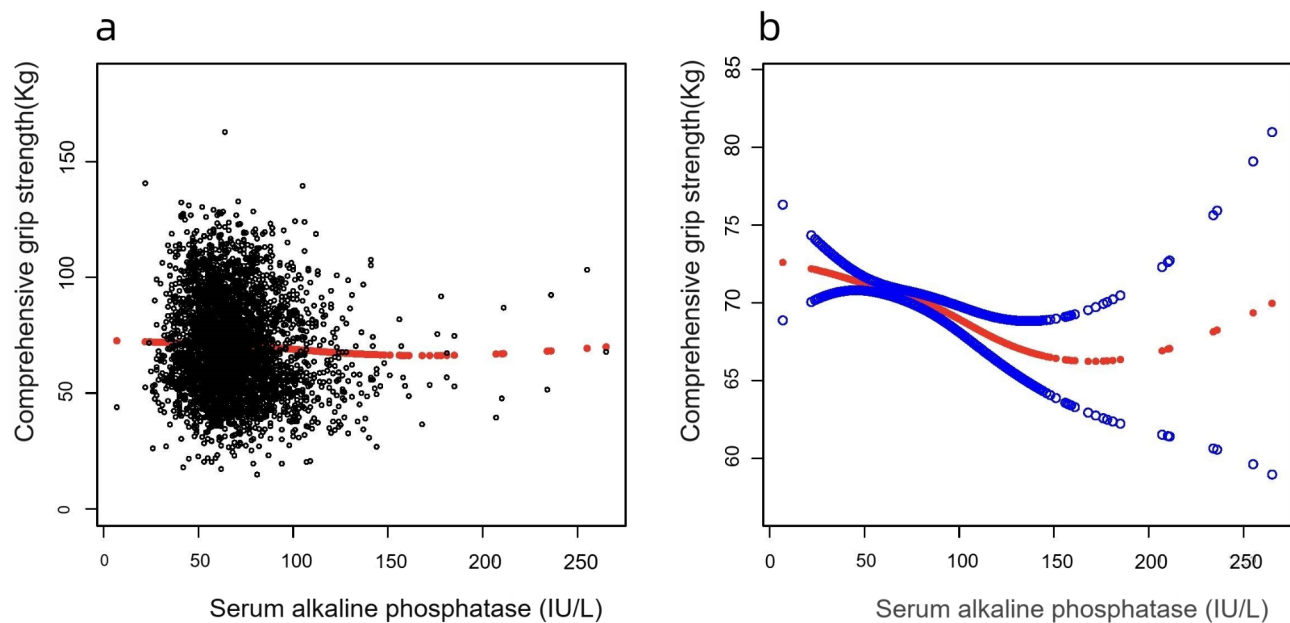 a
Comprehensive grip strength(Kg)
150
100
50
0
0 50 100 150 200 250
Serum alkaline phosphatase (IU/L)
b
Comprehensive grip strength(Kg)
85
80
75
70
65
60
0 50 100 150 200 250
Serum alkaline phosphatase (IU/L)